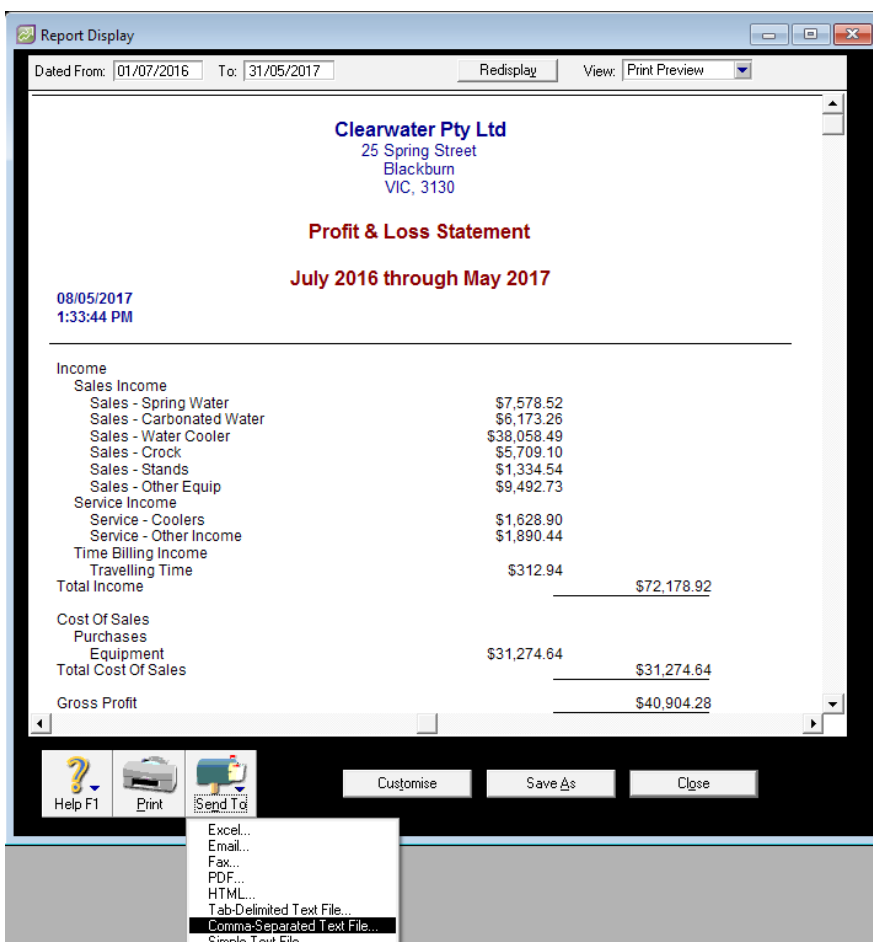 Report Display
Dated From: 01/07/2016 To: 31/05/2017 Redisplay View: Print Preview
Clearwater Pty Ltd
25 Spring Street
Blackburn
VIC, 3130
Profit & Loss Statement
July 2016 through May 2017
08/05/2017
1:33:44 PM
Income
Sales Income
Sales - Spring Water $7,578.52
Sales - Carbonated Water $6,173.26
Sales - Water Cooler $38,058.49
Sales - Crock $5,709.10
Sales - Stands $1,334.54
Sales - Other Equip $9,492.73
Service Income
Service - Coolers $1,628.90
Service - Other Income $1,890.44
Time Billing Income
Travelling Time $312.94
Total Income $72,178.92
Cost Of Sales
Purchases
Equipment $31,274.64
Total Cost Of Sales $31,274.64
Gross Profit $40,904.28
Help F1 Print Send To Customise Save As Close
Excel...
Email...
Fax...
PDF...
HTML...
Tab-Delimited Text File...
Comma-Separated Text File...
Simple Text File...